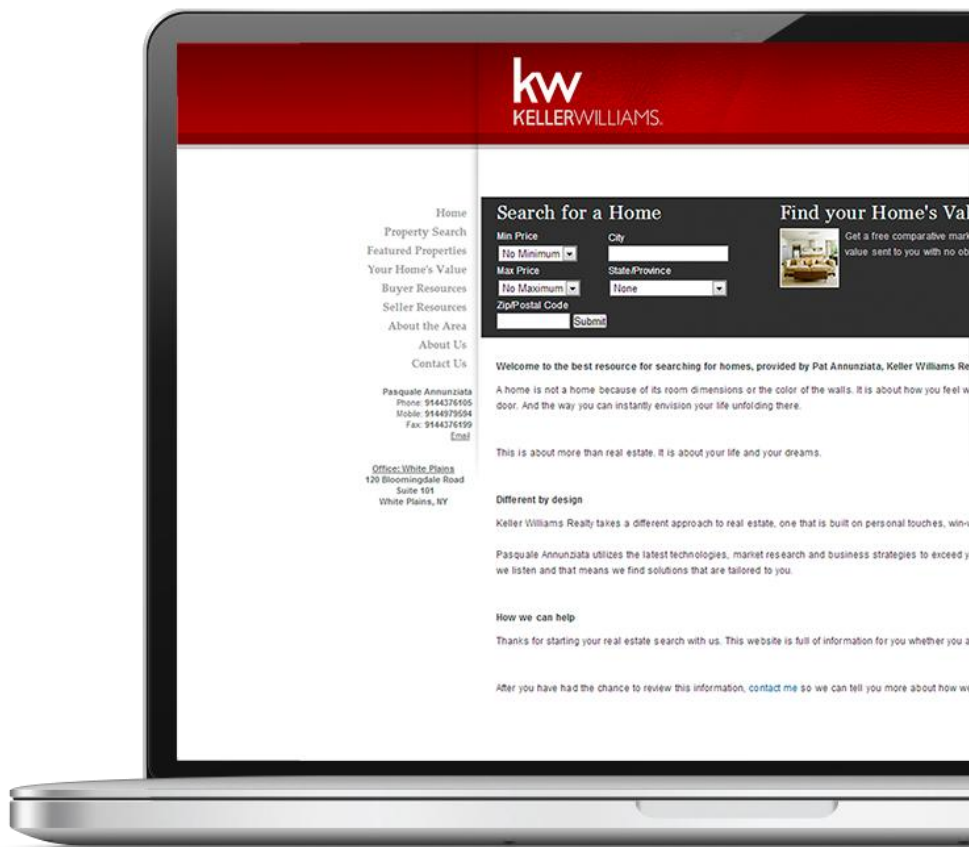 kw
KELLERWILLIAMS.
Home
Property Search
Featured Properties
Your Home's Value
Buyer Resources
Seller Resources
About the Area
About Us
Contact Us
Pasquale Annunziata
Phone: 9144376105
Mobile: 9144979594
Fax: 9144376199
Email
Office: White Plains
120 Bloomingdale Road
Suite 101
White Plains, NY
Search for a Home
Min Price City
No Minimum
Max Price State/Province
No Maximum None
Zip/Postal Code
Submit
Find your Home's Val
Get a free comparative mark
value sent to you with no ob
Welcome to the best resource for searching for homes, provided by Pat Annunziata, Keller Williams Re
A home is not a home because of its room dimensions or the color of the walls. It is about how you feel w
door. And the way you can instantly envision your life unfolding there.
This is about more than real estate. It is about your life and your dreams.
Different by design
Keller Williams Realty takes a different approach to real estate, one that is built on personal touches, win-
Pasquale Annunziata utilizes the latest technologies, market research and business strategies to exceed y
we listen and that means we find solutions that are tailored to you.
How we can help
Thanks for starting your real estate search with us. This website is full of information for you whether you a
After you have had the chance to review this information, contact me so we can tell you more about how we